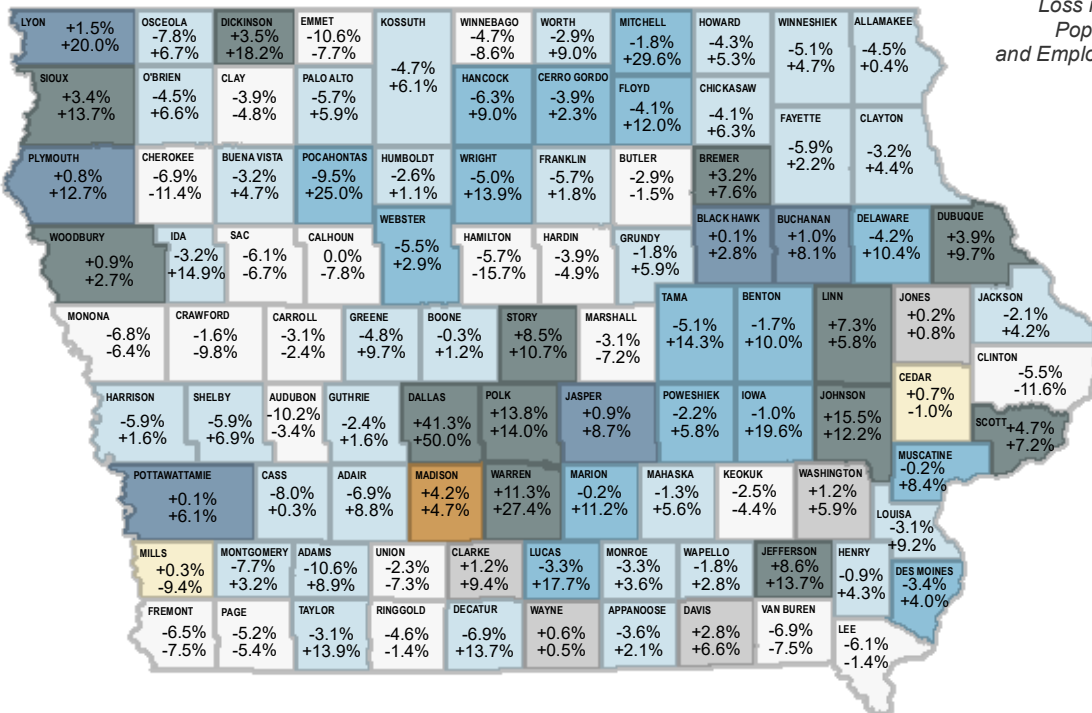 Loss
Pop
and Employ
LYON
+1.5%
+20.0%
OSCEOLA
-7.8%
+6.7%
DICKINSON
+3.5%
+18.2%
EMMET
-10.6%
-7.7%
KOSSUTH
-4.7%
+6.1%
WINNEBAGO
-4.7%
-8.6%
WORTH
-2.9%
+9.0%
MITCHELL
-1.8%
+29.6%
HOWARD
-4.3%
+5.3%
WINNESHIEK
-5.1%
+4.7%
ALLAMAKEE
-4.5%
+0.4%
SIOUX
+3.4%
+13.7%
O'BRIEN
-4.5%
+6.6%
CLAY
-3.9%
-4.8%
PALO ALTO
-5.7%
+5.9%
HANCOCK
-6.3%
+9.0%
CERRO GORDO
-3.9%
+2.3%
FLOYD
-4.1%
+12.0%
CHICKASAW
-4.1%
+6.3%
FAYETTE
-5.9%
+2.2%
CLAYTON
-3.2%
+4.4%
PLYMOUTH
+0.8%
+12.7%
CHEROKEE
-6.9%
-11.4%
BUENA VISTA
-3.2%
+4.7%
POCAHONTAS
-9.5%
+25.0%
HUMBOLDT
-2.6%
+1.1%
WRIGHT
-5.0%
+13.9%
FRANKLIN
-5.7%
+1.8%
BUTLER
-2.9%
-1.5%
BREMER
+3.2%
+7.6%
WOODBURY
+0.9%
+2.7%
IDA
-3.2%
+14.9%
SAC
-6.1%
-6.7%
CALHOUN
0.0%
-7.8%
WEBSTER
-5.5%
+2.9%
HAMILTON
-5.7%
-15.7%
HARDIN
-3.9%
-4.9%
GRUNDY
-1.8%
+5.9%
BLACK HAWK
+0.1%
+2.8%
BUCHANAN
+1.0%
+8.1%
DELAWARE
-4.2%
+10.4%
DUBUQUE
+3.9%
+9.7%
MONONA
-6.8%
-6.4%
CRAWFORD
-1.6%
-9.8%
CARROLL
-3.1%
-2.4%
GREENE
-4.8%
+9.7%
BOONE
-0.3%
+1.2%
STORY
+8.5%
+10.7%
MARSHALL
-3.1%
-7.2%
TAMA
-5.1%
+14.3%
BENTON
-1.7%
+10.0%
LINN
+7.3%
+5.8%
JONES
+0.2%
+0.8%
JACKSON
-2.1%
+4.2%
CLINTON
-5.5%
-11.6%
HARRISON
-5.9%
+1.6%
SHELBY
-5.9%
+6.9%
AUDUBON
-10.2%
-3.4%
GUTHRIE
-2.4%
+1.6%
DALLAS
+41.3%
+50.0%
POLK
+13.8%
+14.0%
JASPER
+0.9%
+8.7%
POWESHIEK
-2.2%
+5.8%
IOWA
-1.0%
+19.6%
JOHNSON
+15.5%
+12.2%
CEDAR
+0.7%
-1.0%
SCOTT
+4.7%
+7.2%
MUSCATINE
-0.2%
+8.4%
POTTAWATTAMIE
+0.1%
+6.1%
CASS
-8.0%
+0.3%
ADAIR
-6.9%
+8.8%
MADISON
+4.2%
+4.7%
WARREN
+11.3%
+27.4%
MARION
-0.2%
+11.2%
MAHASKA
-1.3%
+5.6%
KEOKUK
-2.5%
-4.4%
WASHINGTON
+1.2%
+5.9%
LOUISA
-3.1%
+9.2%
MILLS
+0.3%
-9.4%
MONTGOMERY
-7.7%
+3.2%
ADAMS
-10.6%
+8.9%
UNION
-2.3%
-7.3%
CLARKE
+1.2%
+9.4%
LUCAS
-3.3%
+17.7%
MONROE
-3.3%
+3.6%
WAPELLO
-1.8%
+2.8%
JEFFERSON
+8.6%
+13.7%
HENRY
-0.9%
+4.3%
DES MOINES
-3.4%
+4.0%
FREMONT
-6.5%
-7.5%
PAGE
-5.2%
-5.4%
TAYLOR
-3.1%
+13.9%
RINGGOLD
-4.6%
-1.4%
DECATUR
-6.9%
+13.7%
WAYNE
+0.6%
+0.5%
APPANOOSE
-3.6%
+2.1%
DAVIS
+2.8%
+6.6%
VAN BUREN
-6.9%
-7.5%
LEE
-6.1%
-1.4%